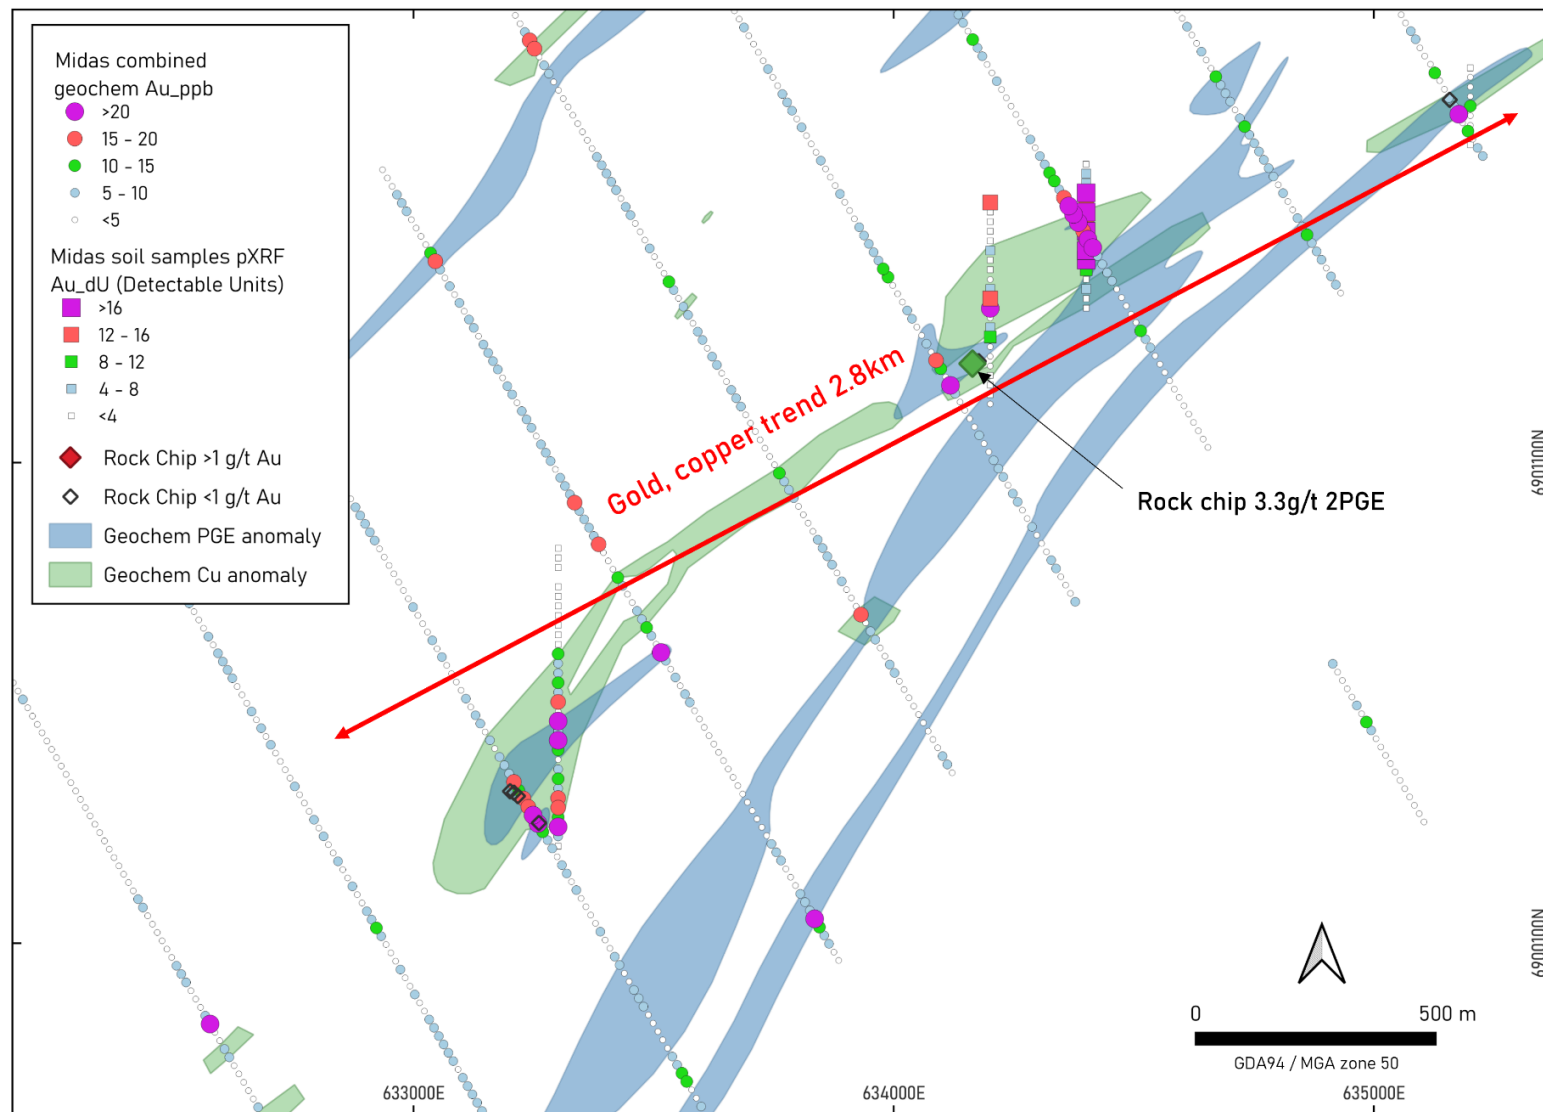 Midas combined
geochem Au_ppb
>20
15 - 20
10 - 15
5 - 10
<5
Midas soil samples pXRF
Au_dU (Detectable Units)
>16
12 - 16
8 - 12
4 - 8
<4
Rock Chip >1 g/t Au
Rock Chip <1 g/t Au
Geochem PGE anomaly
Geochem Cu anomaly
Gold, copper trend 2.8km
Rock chip 3.3g/t 2PGE
6901100N
6900100N
0 500 m
GDA94 / MGA zone 50
633000E 634000E 635000E